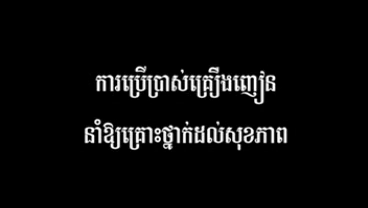 ការប្រើប្រាស់គ្រឿងញៀន
នាំឱ្យគ្រោះថ្នាក់ដល់សុខភាព